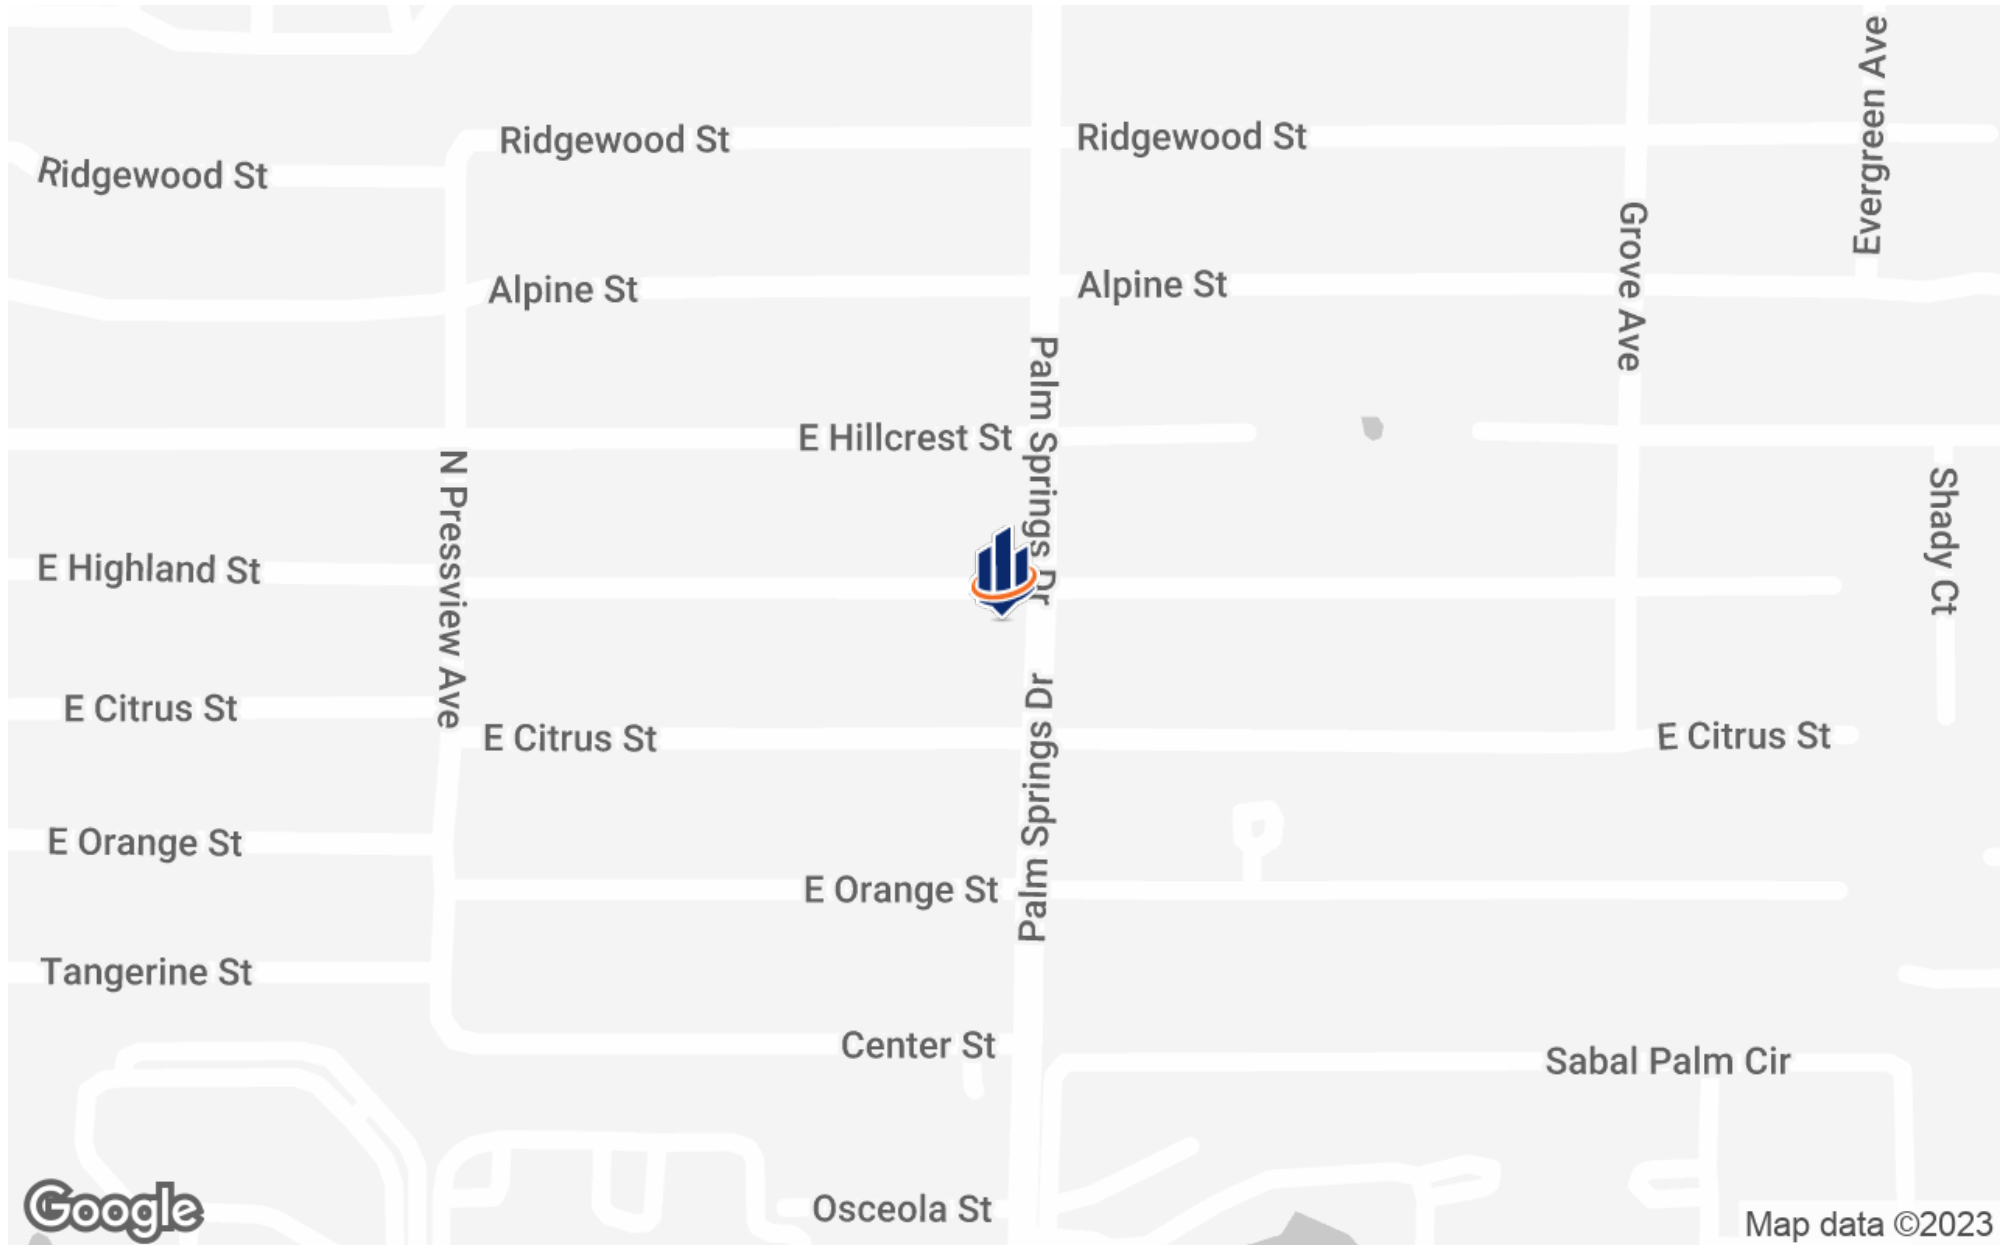 Evergreen Ave
Ridgewood St
Ridgewood St
Ridgewood St
Grove Ave
Alpine St
Alpine St
Palm Springs Dr
E Hillcrest St
N Pressview Ave
Shady Ct
E Highland St
Palm Springs Dr
E Citrus St
E Citrus St
E Citrus St
E Orange St
E Orange St
Tangerine St
Center St
Sabal Palm Cir
Osceola St
Google
Map data ©2023